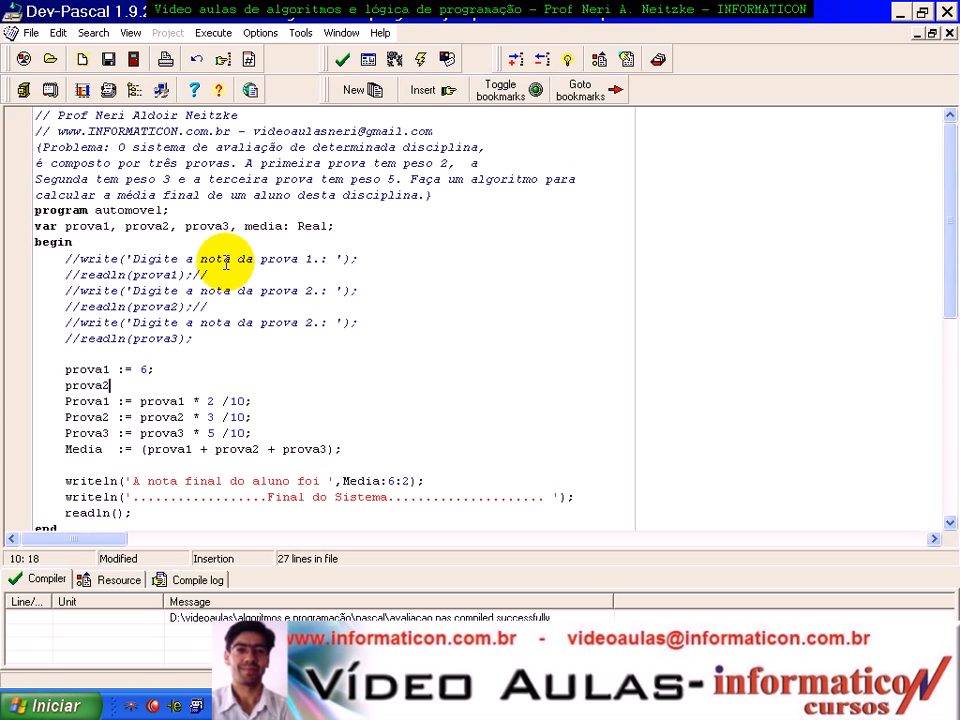 Dev-Pascal 1.9.2
Vídeo aulas de algoritmos e lógica de programação - Prof Neri A. Neitzke - INFORMATICON
File Edit Search View Project Execute Options Tools Window Help
New Insert Toggle bookmarks Goto bookmarks
// Prof Neri Aldoir Neitzke
// www.INFORMATICON.com.br - videoaulasneri@gmail.com
{Problema: O sistema de avaliação de determinada disciplina,
é composto por três provas. A primeira prova tem peso 2,  a
Segunda tem peso 3 e a terceira prova tem peso 5. Faça um algoritmo para
calcular a média final de um aluno desta disciplina.}
program automovel;
var prova1, prova2, prova3, media: Real;
begin
//write('Digite a nota da prova 1.: ');
//readln(prova1);//
//write('Digite a nota da prova 2.: ');
//readln(prova2);//
//write('Digite a nota da prova 2.: ');
//readln(prova3);
prova1 := 6;
prova2
Prova1 := prova1 * 2 /10;
Prova2 := prova2 * 3 /10;
Prova3 := prova3 * 5 /10;
Media  := (prova1 + prova2 + prova3);
writeln('A nota final do aluno foi ',Media:6:2);
writeln('..................Final do Sistema..................... ');
readln();
end
10: 18 Modified Insertion 27 lines in file
Compiler Resource Compile log
Line/... Unit Message
D:\videoaulas\algoritmos e programação\pascal\avaliacao.pas compiled successfully
www.informaticon.com.br - videoaulas@informaticon.com.br
Vídeo Aulas- informaticon
cursos
Iniciar